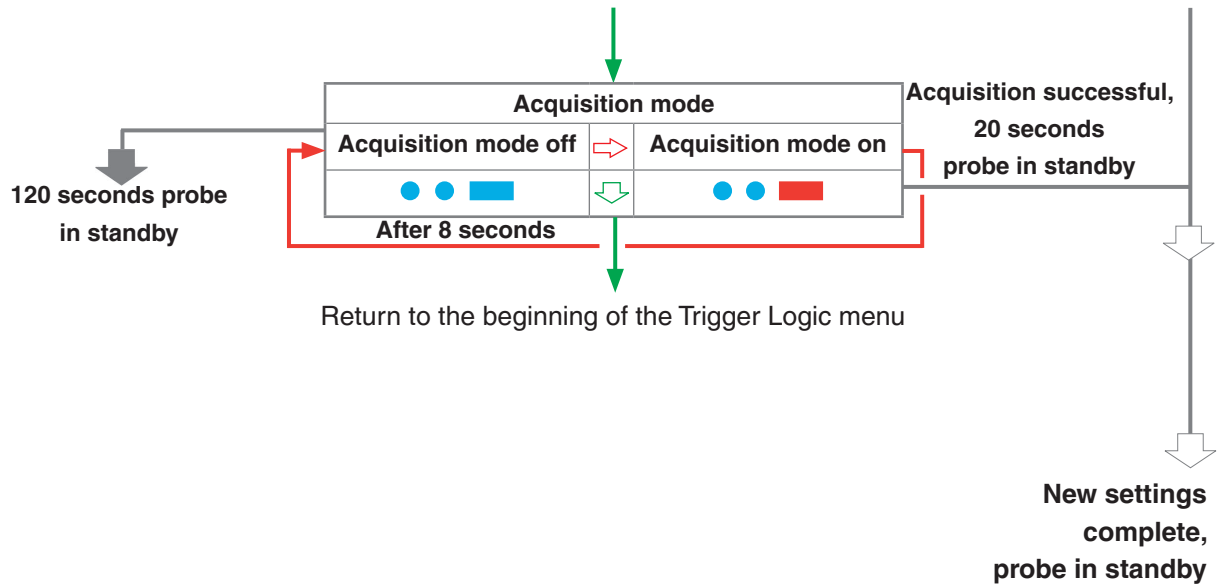 Acquisition mode
Acquisition mode off
Acquisition mode on
Acquisition successful,
20 seconds
probe in standby
120 seconds probe
in standby
After 8 seconds
Return to the beginning of the Trigger Logic menu
New settings
complete,
probe in standby